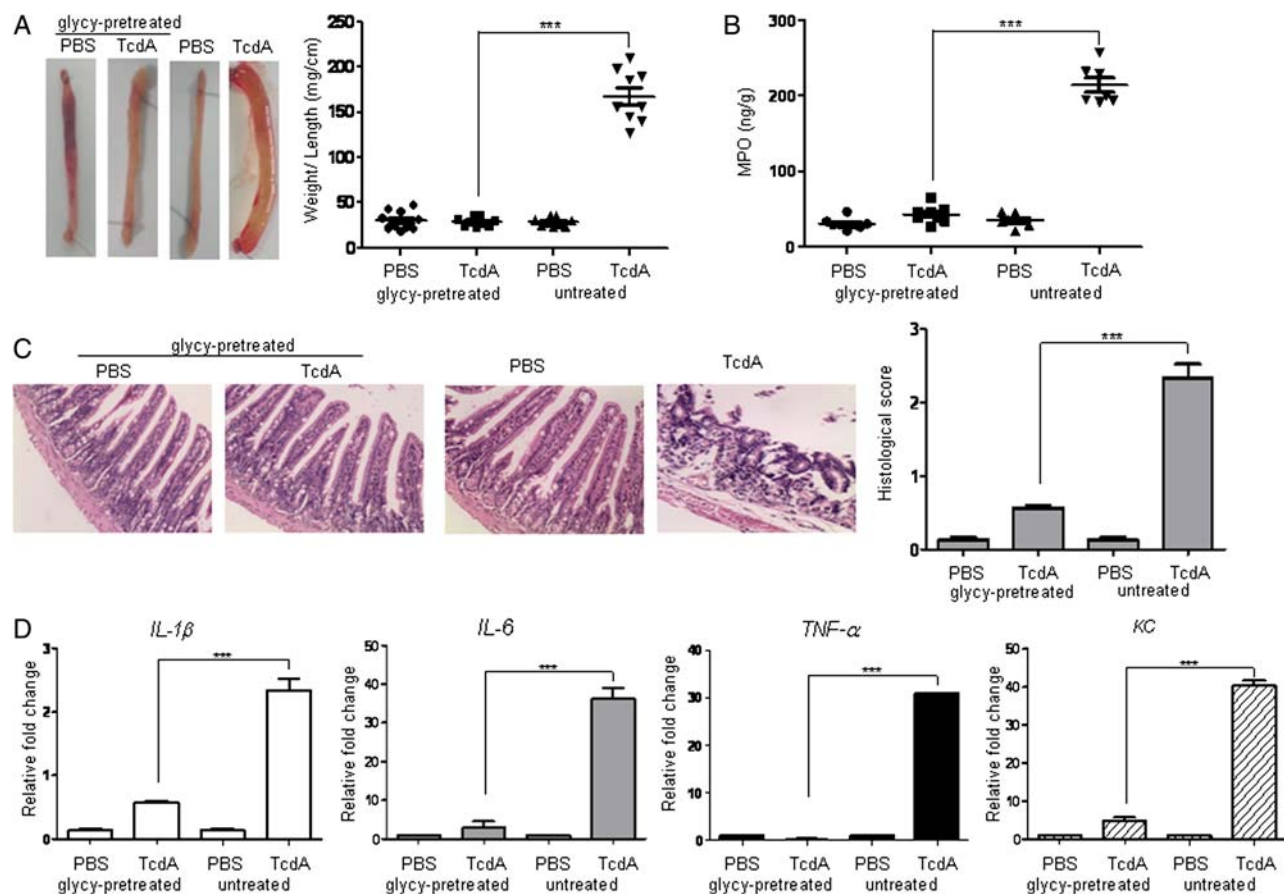 A
glycy-pretreated
PBS TcdA PBS TcdA
Weight/ Length (mg/cm)
250
200
150
100
50
0
***
PBS TcdA PBS TcdA
glycy-pretreated untreated
B
MPO (ng/g)
300
200
100
0
***
PBS TcdA PBS TcdA
glycy-pretreated untreated
C
glycy-pretreated
PBS TcdA PBS TcdA
Histological score
3
2
1
0
***
PBS TcdA PBS TcdA
glycy-pretreated untreated
D
IL-1β
Relative fold change
3
2
1
0
***
PBS TcdA PBS TcdA
glycy-pretreated untreated
IL-6
Relative fold change
50
40
30
20
10
0
***
PBS TcdA PBS TcdA
glycy-pretreated untreated
TNF-α
Relative fold change
40
30
20
10
0
***
PBS TcdA PBS TcdA
glycy-pretreated untreated
KC
Relative fold change
50
40
30
20
10
0
***
PBS TcdA PBS TcdA
glycy-pretreated untreated